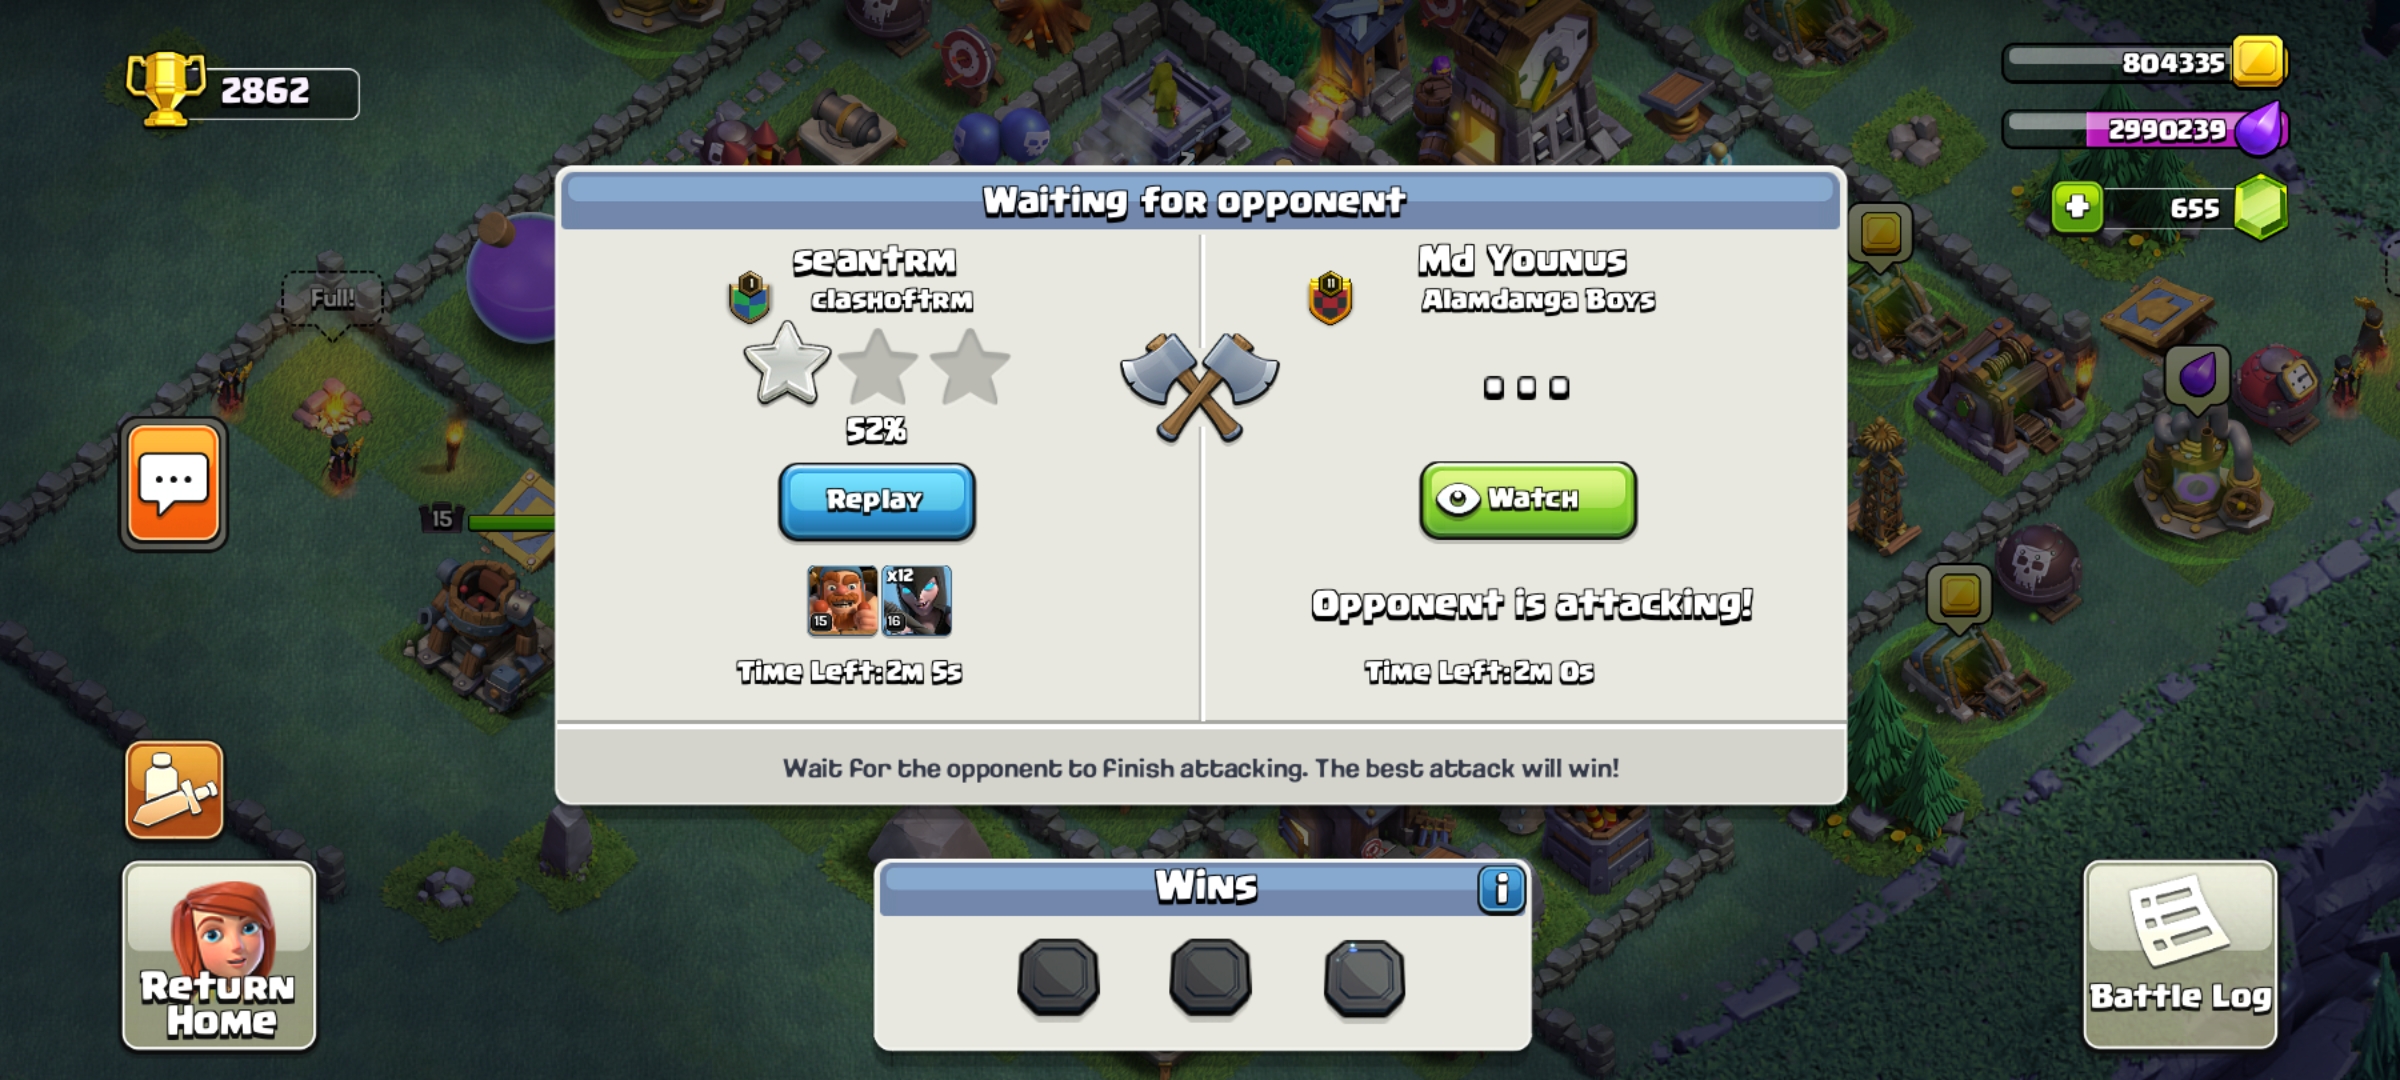 2862
804335
2990239
655
Full!
15
Waiting for opponent
seantrm
1
clashoftrm
52%
Replay
x12
15
16
Time Left:2m 5s
Md Younus
11
Alamdanga Boys
Watch
Opponent is attacking!
Time Left:2m 0s
Wait for the opponent to finish attacking. The best attack will win!
Wins
i
Return
Home
Battle Log